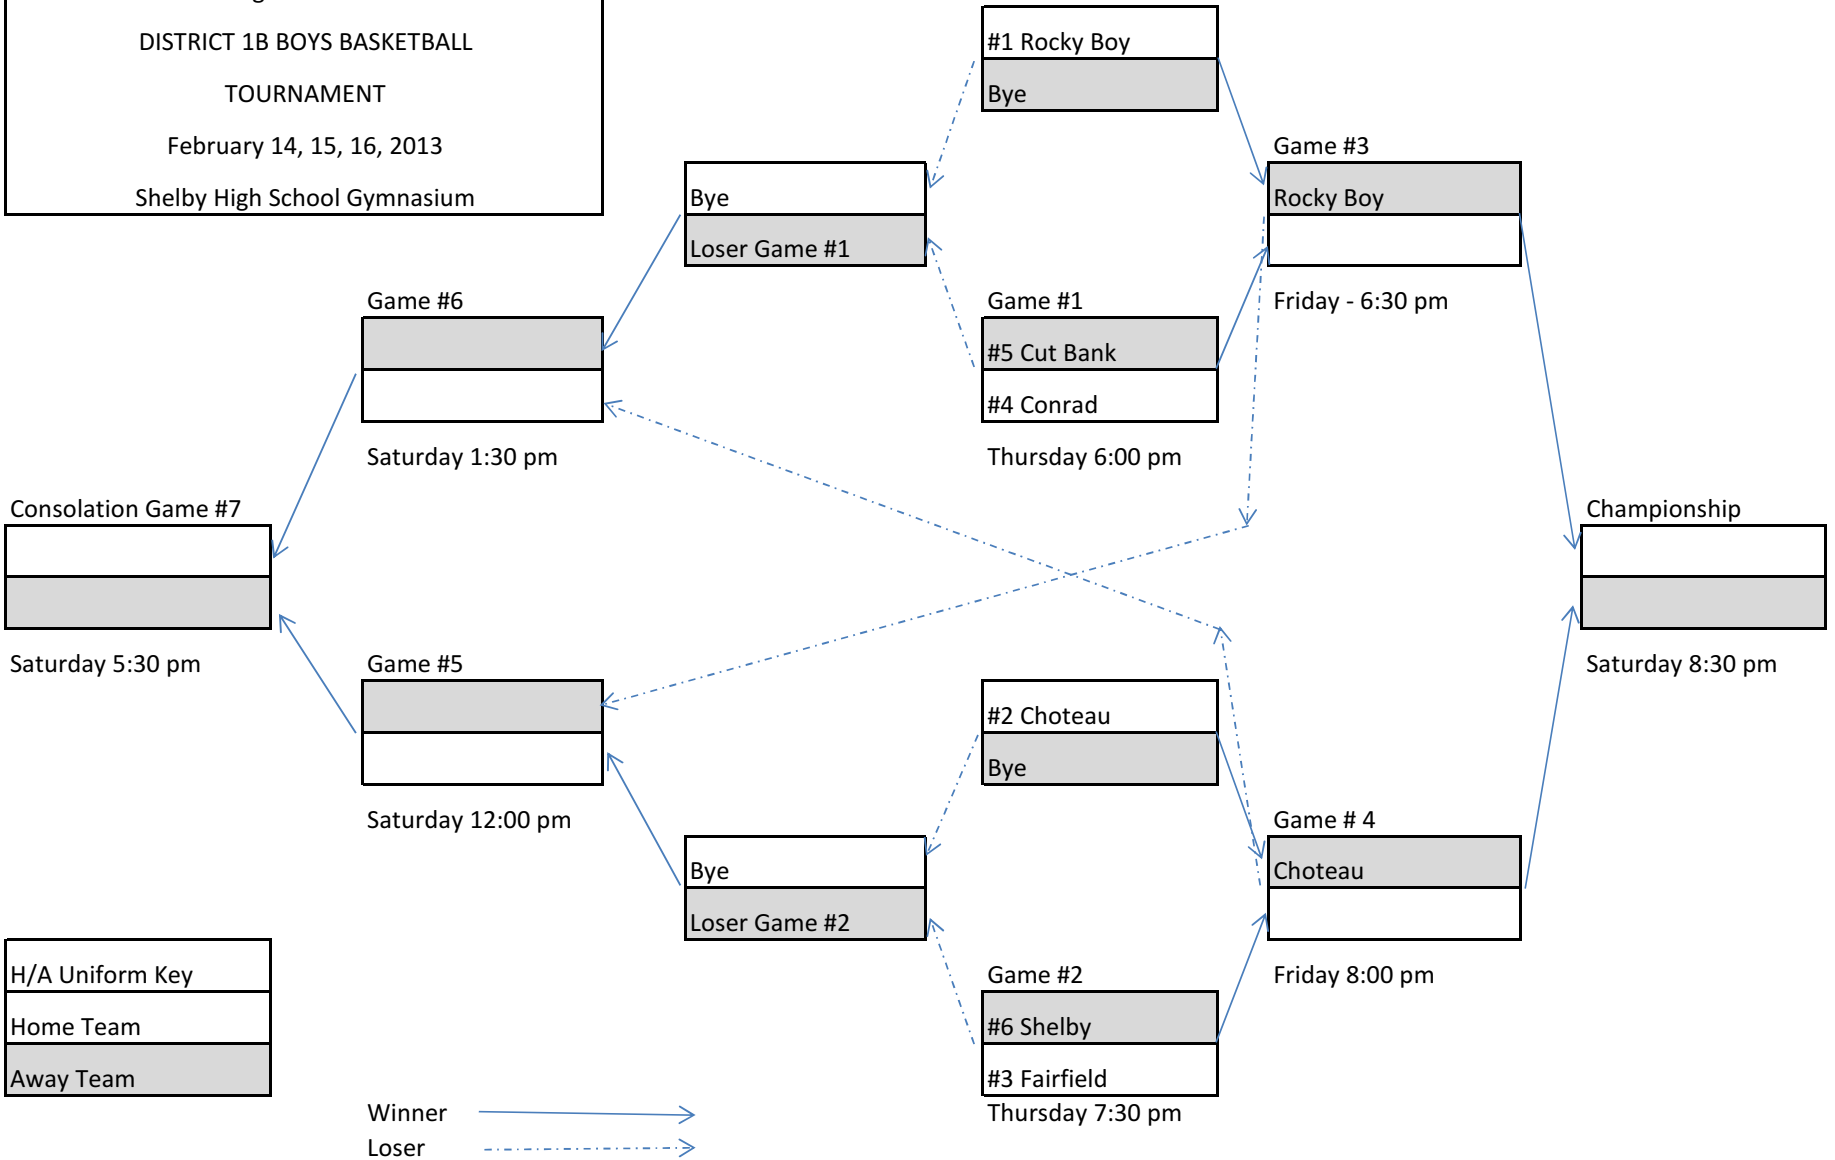 DISTRICT 1B BOYS BASKETBALL
TOURNAMENT
February 14, 15, 16, 2013
Shelby High School Gymnasium
#1 Rocky Boy
Bye
Game #3
Rocky Boy
Friday - 6:30 pm
Bye
Loser Game #1
Game #1
#5 Cut Bank
#4 Conrad
Thursday 6:00 pm
Game #6
Saturday 1:30 pm
Consolation Game #7
Saturday 5:30 pm
Championship
Saturday 8:30 pm
Game #5
Saturday 12:00 pm
#2 Choteau
Bye
Game # 4
Choteau
Friday 8:00 pm
Bye
Loser Game #2
Game #2
#6 Shelby
#3 Fairfield
Thursday 7:30 pm
H/A Uniform Key
Home Team
Away Team
Winner
Loser